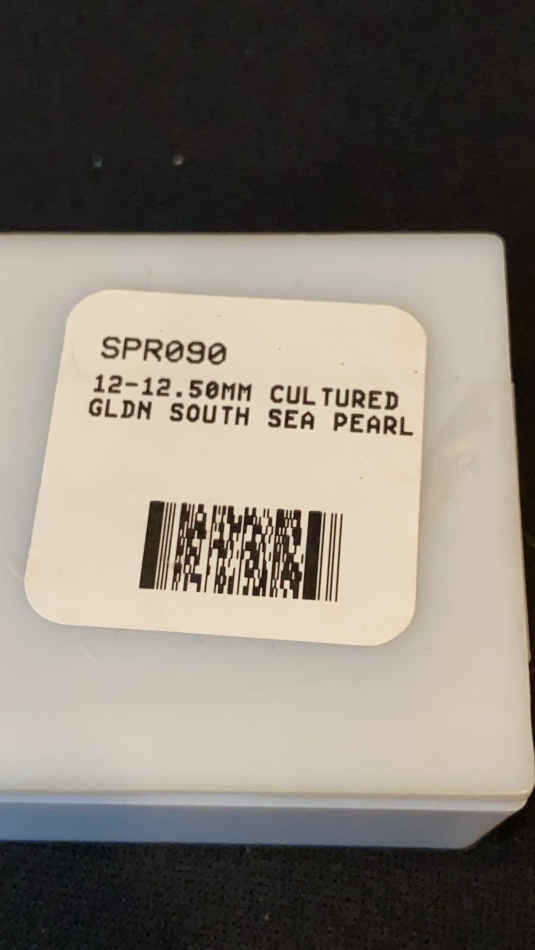 SPR090
12-12.50MM CULTURED
GLDN SOUTH SEA PEARL